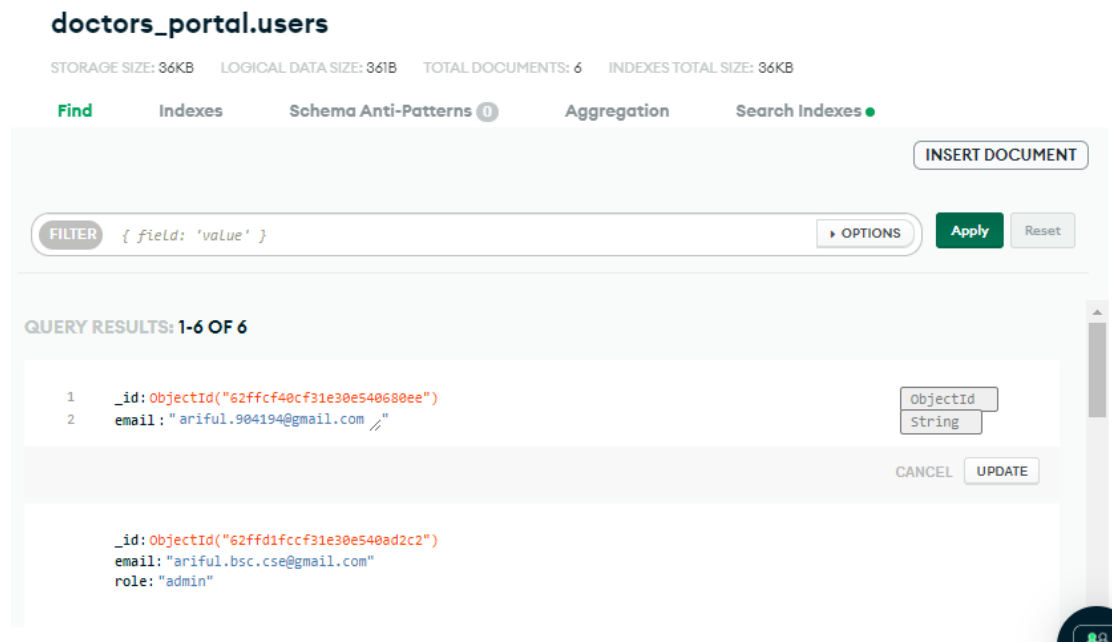 doctors_portal.users
STORAGE SIZE: 36KB LOGICAL DATA SIZE: 361B TOTAL DOCUMENTS: 6 INDEXES TOTAL SIZE: 36KB
Find Indexes Schema Anti-Patterns 0 Aggregation Search Indexes
INSERT DOCUMENT
FILTER { field: 'value' } OPTIONS Apply Reset
QUERY RESULTS: 1-6 OF 6
1 _id: ObjectId("62ffcf40cf31e30e540680ee") ObjectId
2 email : "ariful.904194@gmail.com" String
CANCEL UPDATE
_id: ObjectId("62ffd1fccf31e30e540ad2c2")
email: "ariful.bsc.cse@gmail.com"
role: "admin"